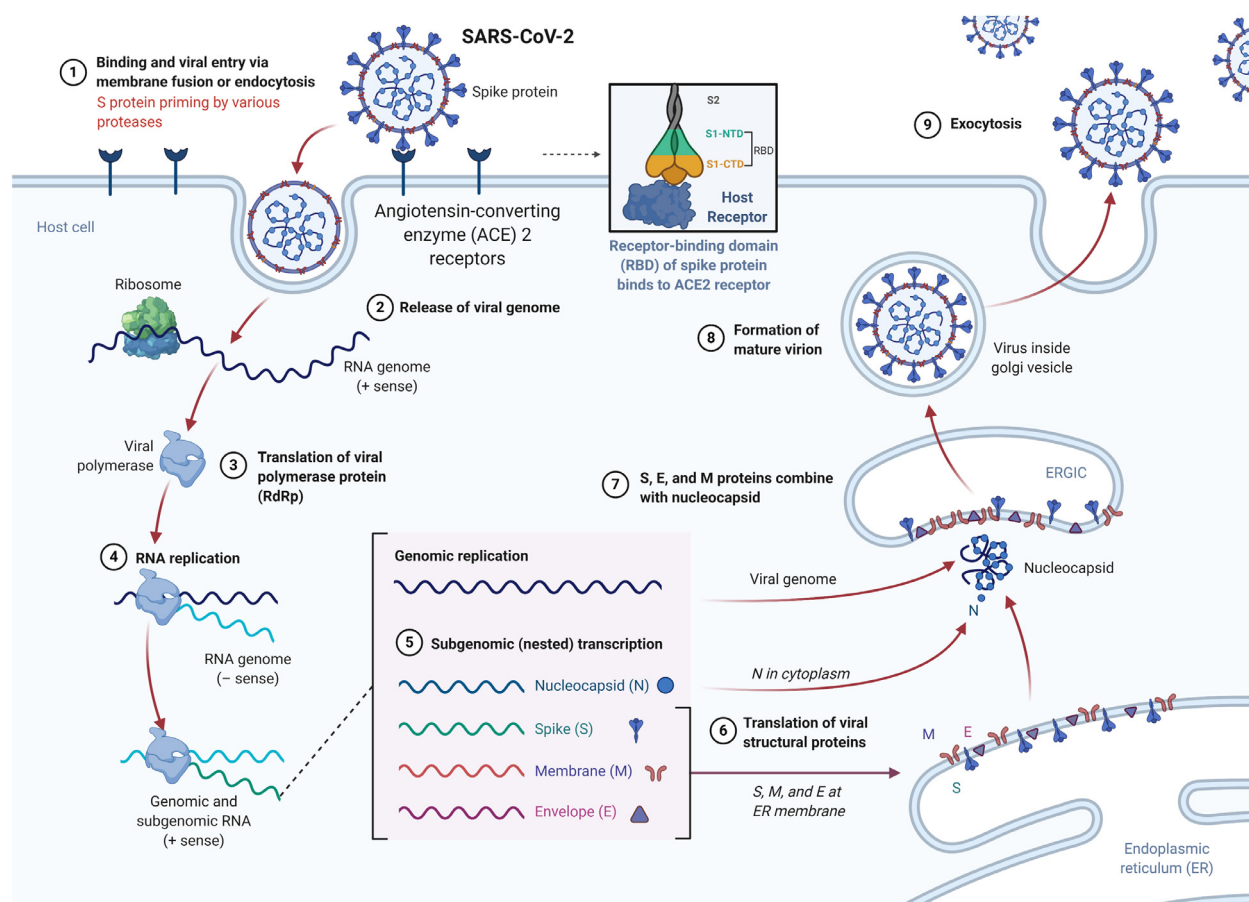 SARS-CoV-2
1
Binding and viral entry via
membrane fusion or endocytosis
S protein priming by various
proteases
Spike protein
S2
S1-NTD
S1-CTD
RBD
Host
Receptor
Receptor-binding domain
(RBD) of spike protein
binds to ACE2 receptor
9
Exocytosis
Host cell
Angiotensin-converting
enzyme (ACE) 2
receptors
Ribosome
2
Release of viral genome
RNA genome
(+ sense)
Viral
polymerase
3
Translation of viral
polymerase protein
(RdRp)
4
RNA replication
RNA genome
(– sense)
Genomic and
subgenomic RNA
(+ sense)
Genomic replication
5
Subgenomic (nested) transcription
Nucleocapsid (N)
Spike (S)
Membrane (M)
Envelope (E)
6
Translation of viral
structural proteins
S, M, and E at
ER membrane
Viral genome
N in cytoplasm
7
S, E, and M proteins combine
with nucleocapsid
8
Formation of
mature virion
Virus inside
golgi vesicle
ERGIC
Nucleocapsid
N
M
E
S
Endoplasmic
reticulum (ER)